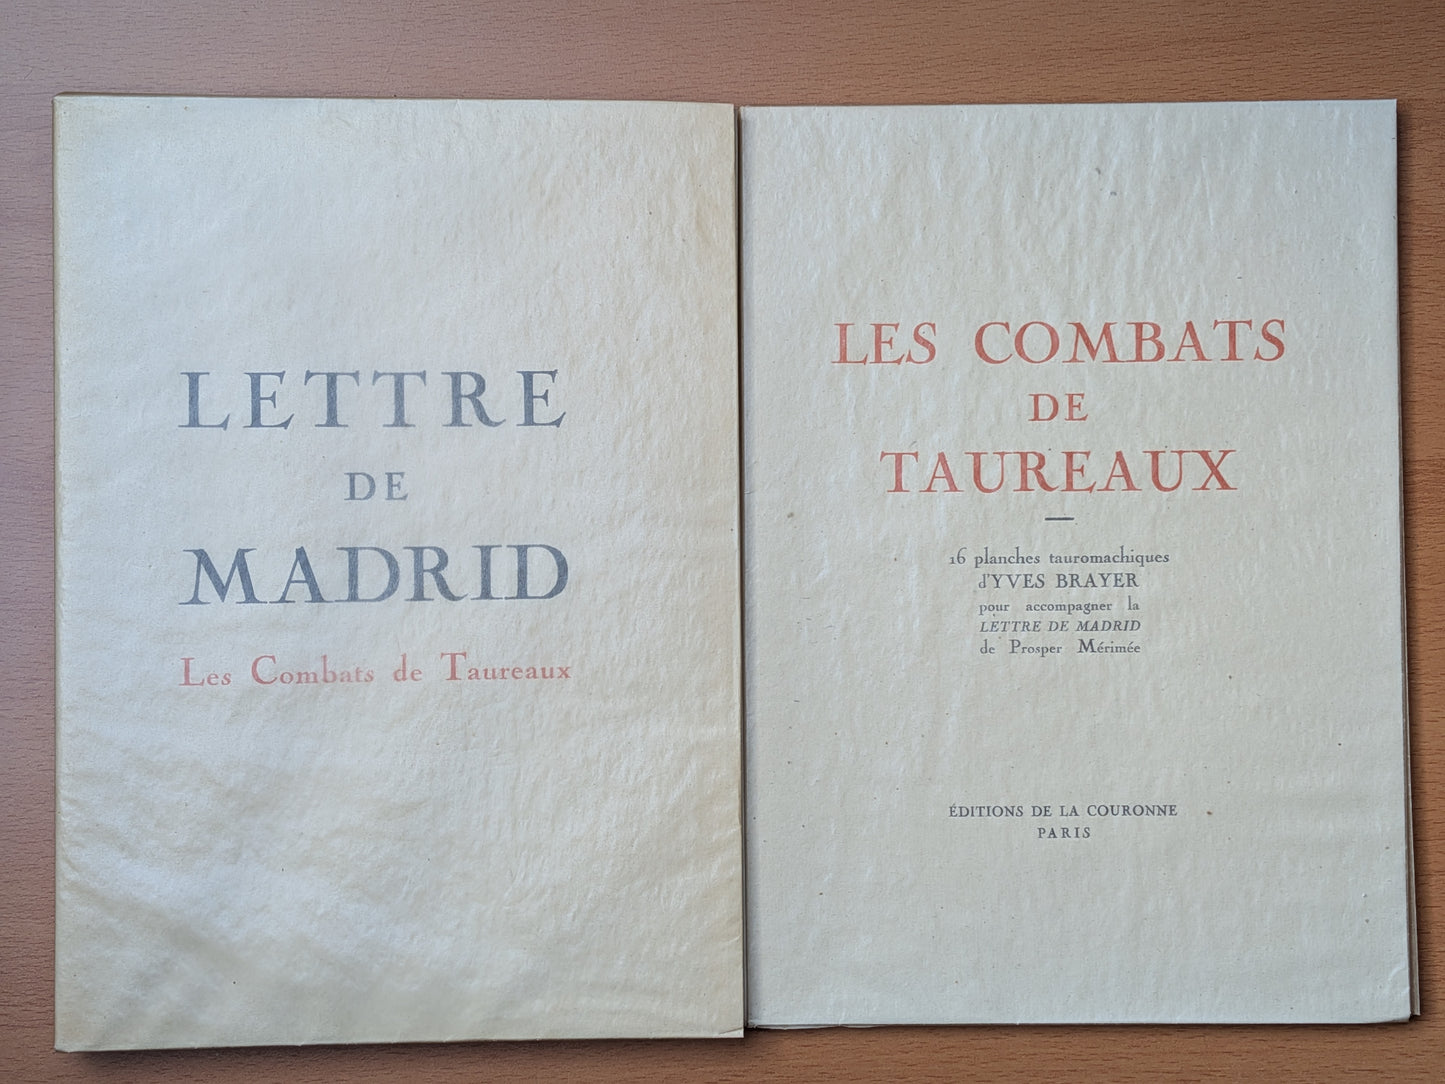 LETTRE
DE
MADRID
Les Combats de Taureaux
LES COMBATS
DE
TAUREAUX
16 planches tauromachiques
d'YVES BRAYER
pour accompagner la
LETTRE DE MADRID
de Prosper Mérimée
ÉDITIONS DE LA COURONNE
PARIS